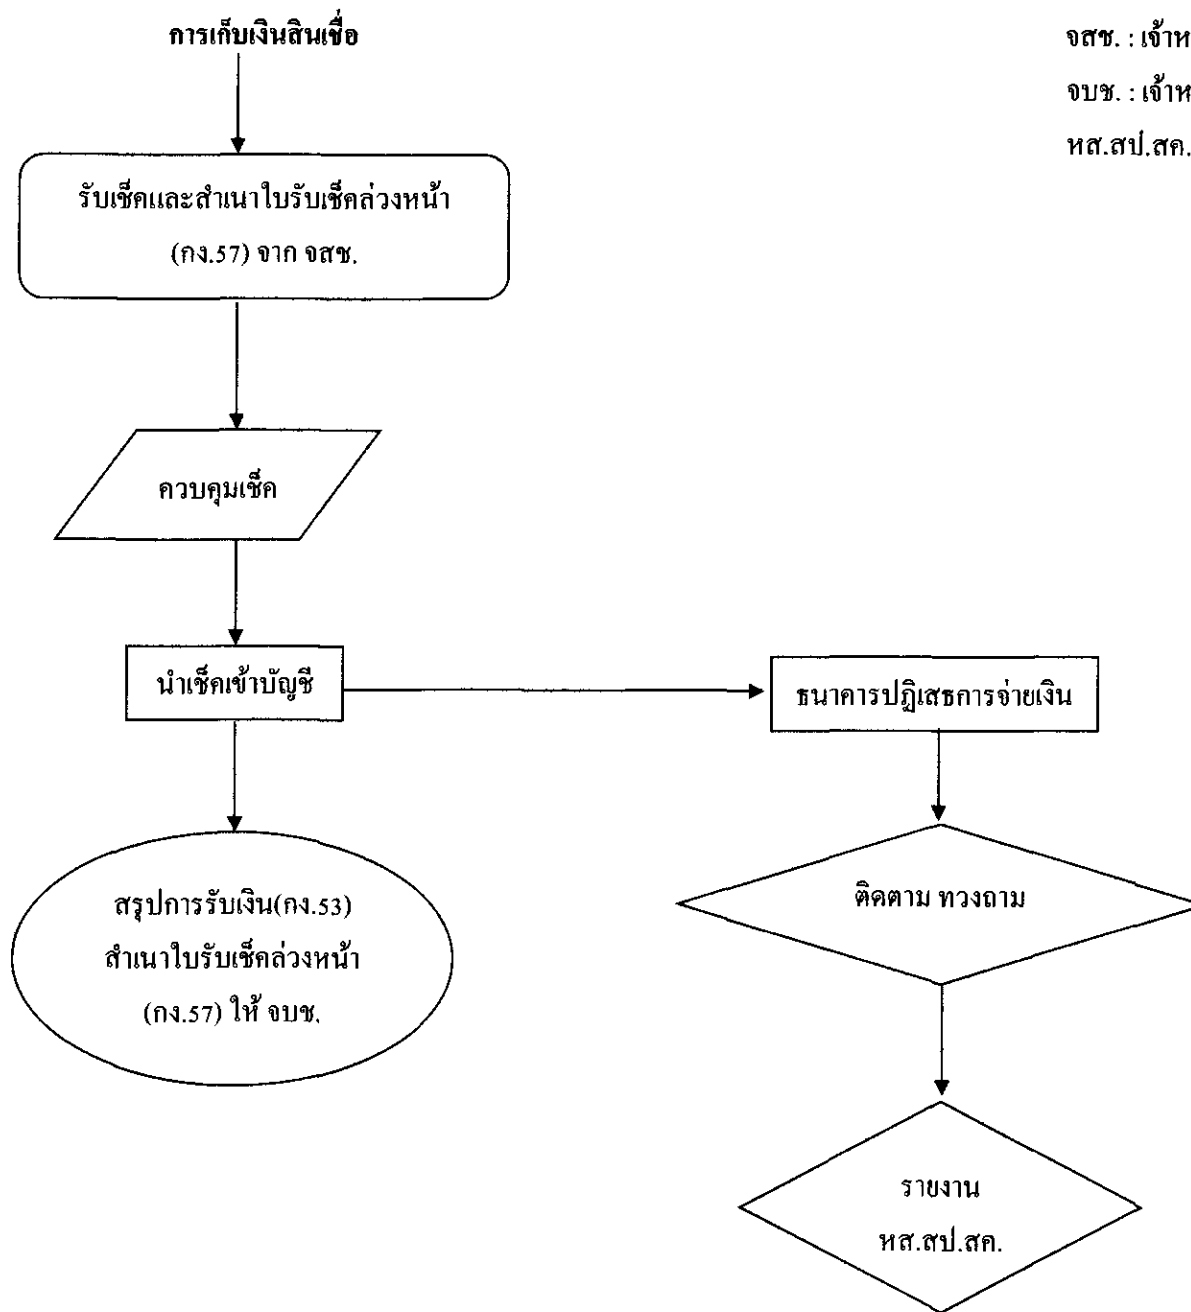 การเก็บเงินสินเชื่อ
จสช. : เจ้าห
จบช. : เจ้าห
หส.สป.สค.
รับเช็คและสำเนาใบรับเช็คล่วงหน้า
(กง.57) จาก จสช.
ควบคุมเช็ค
นำเช็คเข้าบัญชี
ธนาคารปฏิเสธการจ่ายเงิน
สรุปการรับเงิน(กง.53)
สำเนาใบรับเช็คล่วงหน้า
(กง.57) ให้ จบช.
ติดตาม ทวงถาม
รายงาน
หส.สป.สค.